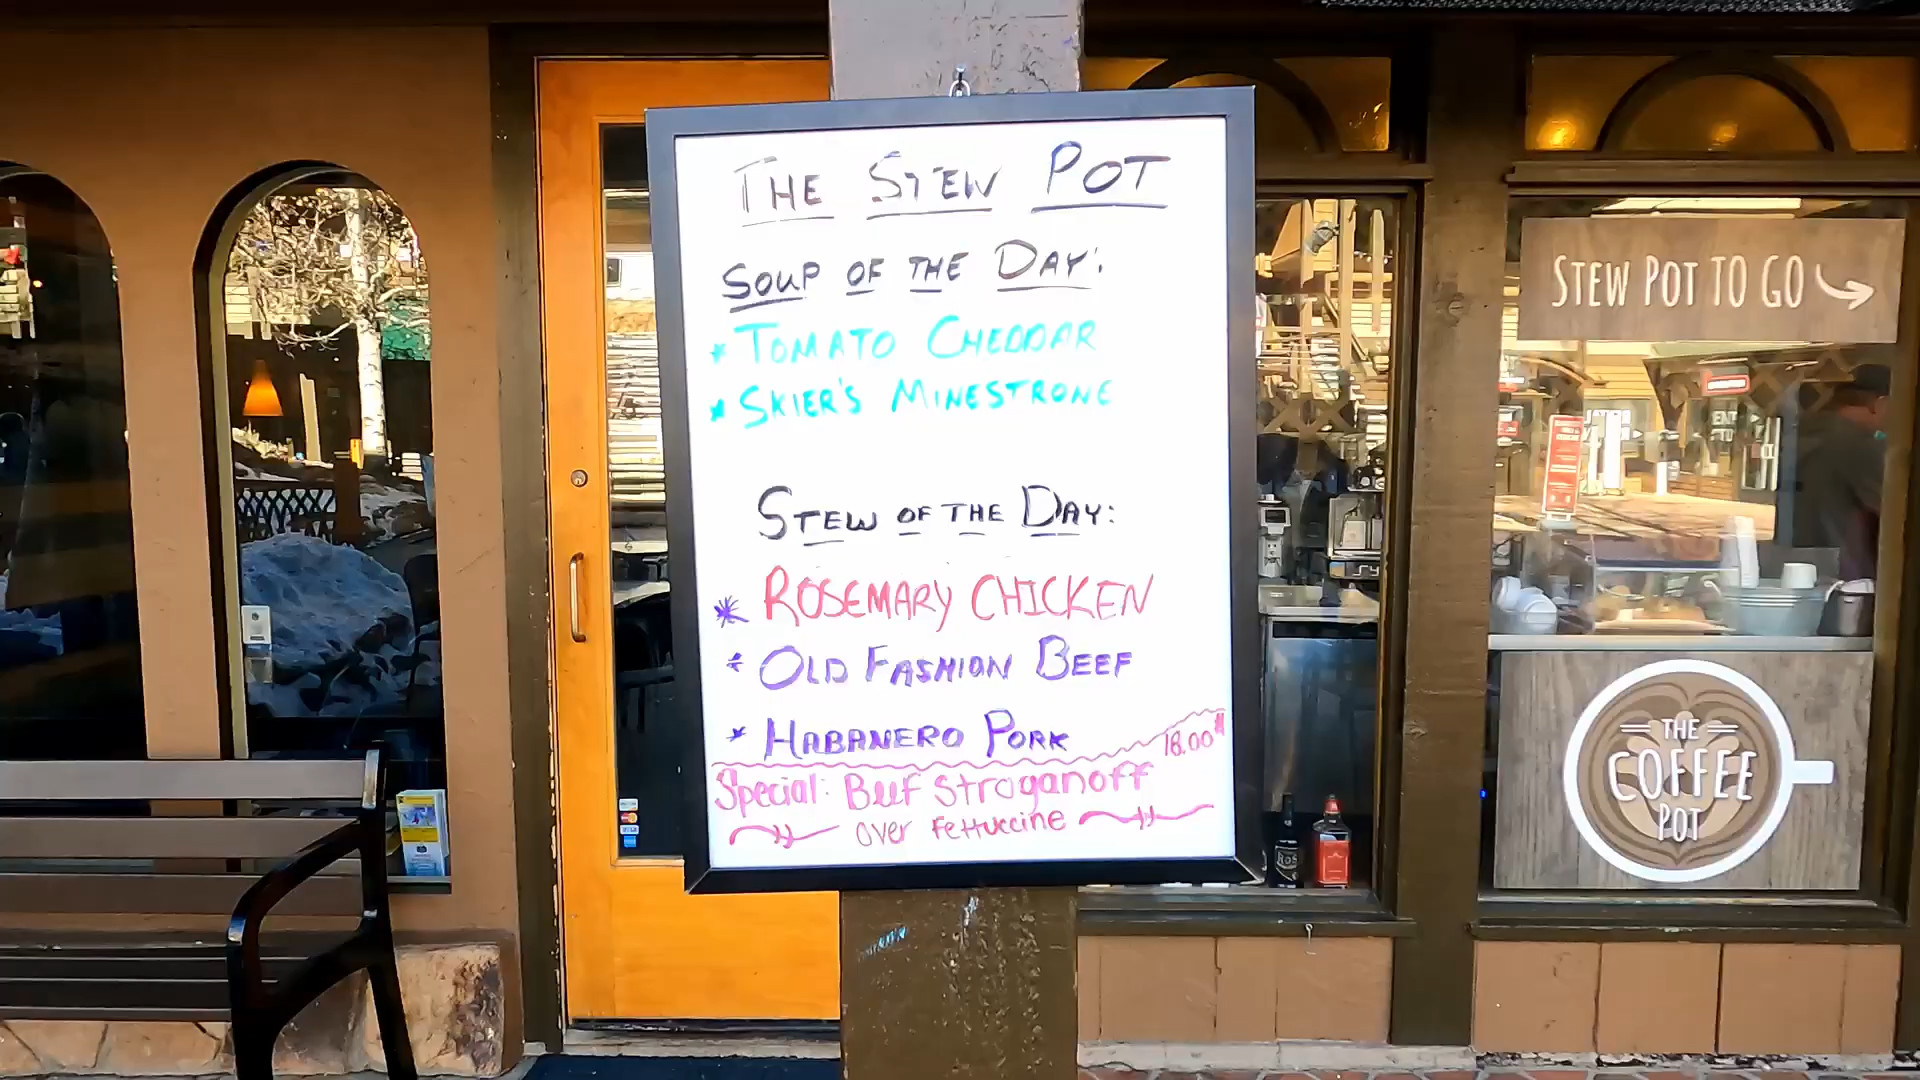 THE STEW POT
SOUP OF THE DAY:
* TOMATO CHEDDAR
* SKIER'S MINESTRONE
STEW OF THE DAY:
* ROSEMARY CHICKEN
* OLD FASHION BEEF
* HABANERO PORK
18.00
Special: Beef Stroganoff
over Fettuccine
STEW POT TO GO
THE
COFFEE
POT